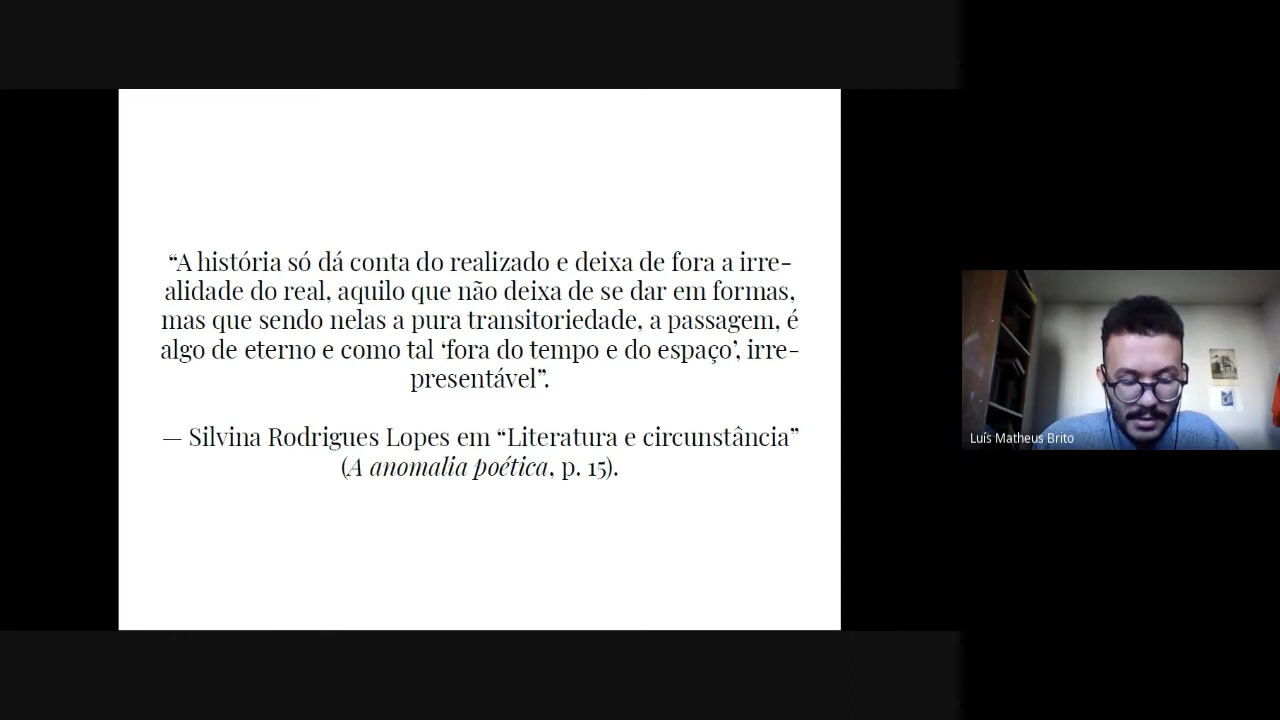 “A história só dá conta do realizado e deixa de fora a irre-
alidade do real, aquilo que não deixa de se dar em formas,
mas que sendo nelas a pura transitoriedade, a passagem, é
algo de eterno e como tal ‘fora do tempo e do espaço’, irre-
presentável”.
— Silvina Rodrigues Lopes em “Literatura e circunstância”
(A anomalia poética, p. 15).
Luís Matheus Brito